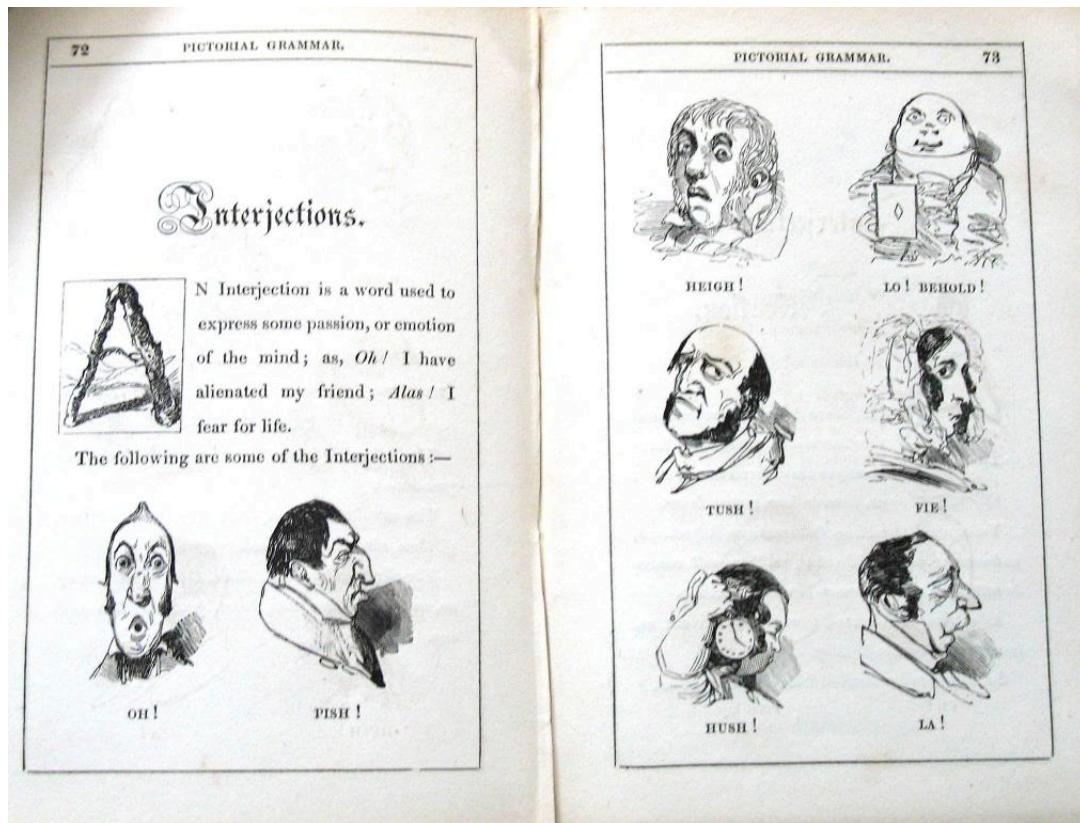 72 PICTORIAL GRAMMAR.
Interjections.
AN Interjection is a word used to
express some passion, or emotion
of the mind; as, Oh! I have
alienated my friend; Alas! I
fear for life.
The following are some of the Interjections:—
OH! PISH!
PICTORIAL GRAMMAR. 73
HEIGH! LO! BEHOLD!
TUSH! FIE!
HUSH! LA!